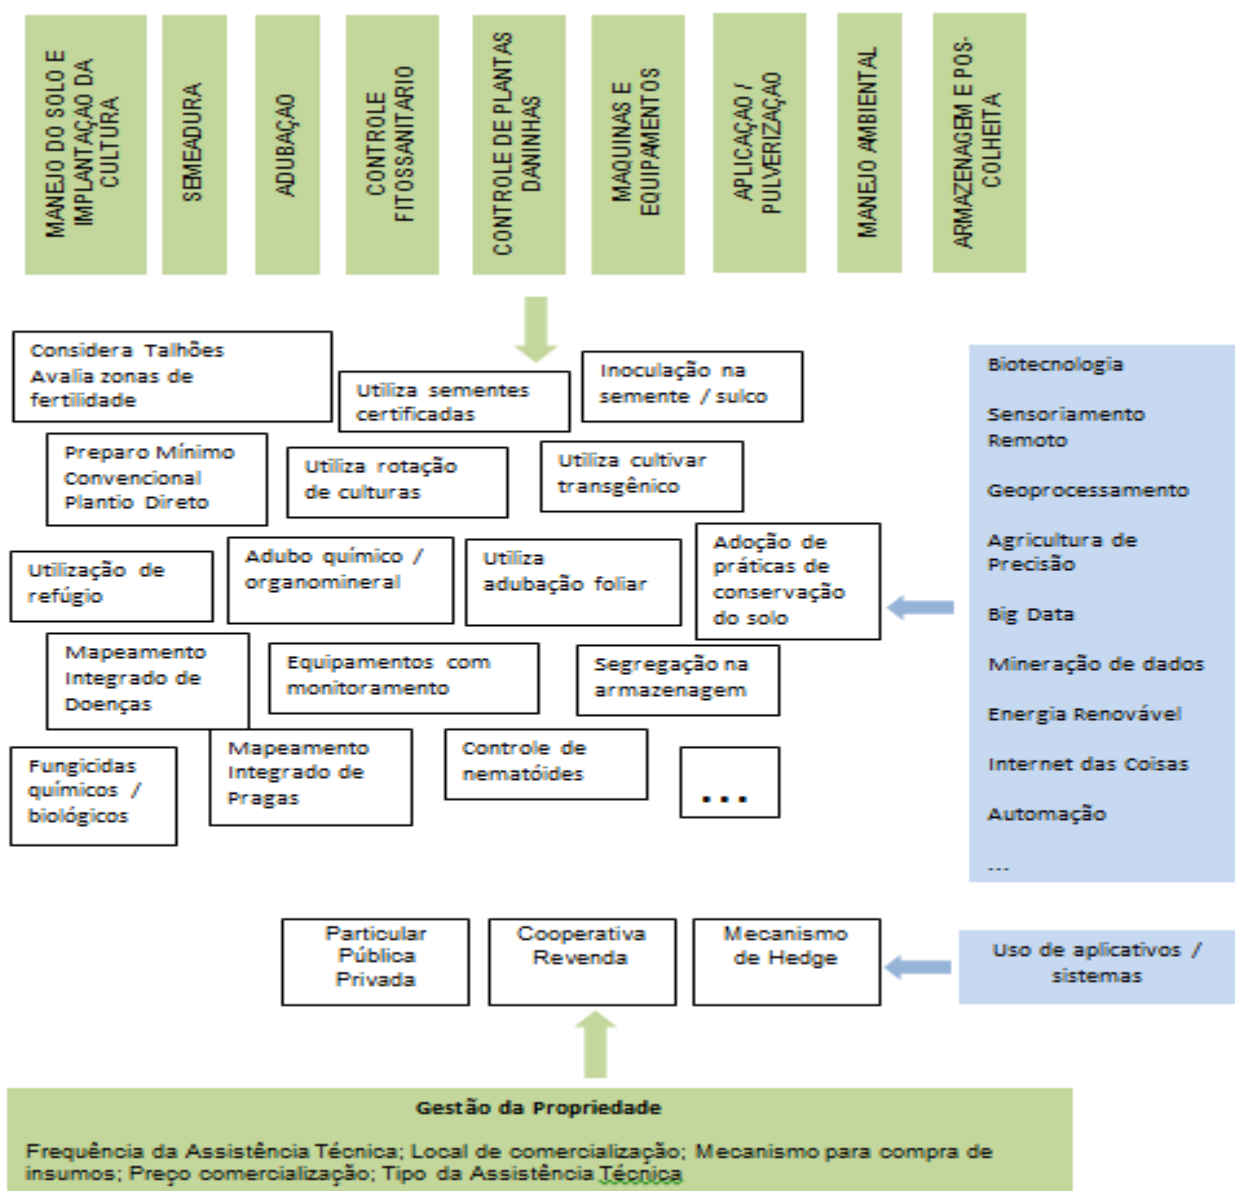 MANEJO DO SOLO E
IMPLANTAÇAO DA
CULTURA
SEMEADURA
ADUBAÇAO
CONTROLE
FITOSSANITARIO
CONTROLE DE PLANTAS
DANINHAS
MAQUINAS E
EQUIPAMENTOS
APLICAÇAO /
PULVERIZAÇAO
MANEJO AMBIENTAL
ARMAZENAGEM E POS-
COLHEITA
Considera Talhões
Avalia zonas de
fertilidade
Utiliza sementes
certificadas
Inoculação na
semente / sulco
Preparo Mínimo
Convencional
Plantio Direto
Utiliza rotação
de culturas
Utiliza cultivar
transgênico
Utilização de
refúgio
Adubo químico /
organomineral
Utiliza
adubação foliar
Adoção de
práticas de
conservação
do solo
Mapeamento
Integrado de
Doenças
Equipamentos com
monitoramento
Segregação na
armazenagem
Fungicidas
químicos /
biológicos
Mapeamento
Integrado de
Pragas
Controle de
nematóides
...
Biotecnologia
Sensoriamento
Remoto
Geoprocessamento
Agricultura de
Precisão
Big Data
Mineração de dados
Energia Renovável
Internet das Coisas
Automação
...
Particular
Pública
Privada
Cooperativa
Revenda
Mecanismo
de Hedge
Uso de aplicativos /
sistemas
Gestão da Propriedade
Frequência da Assistência Técnica; Local de comercialização; Mecanismo para compra de
insumos; Preço comercialização; Tipo da Assistência Técnica